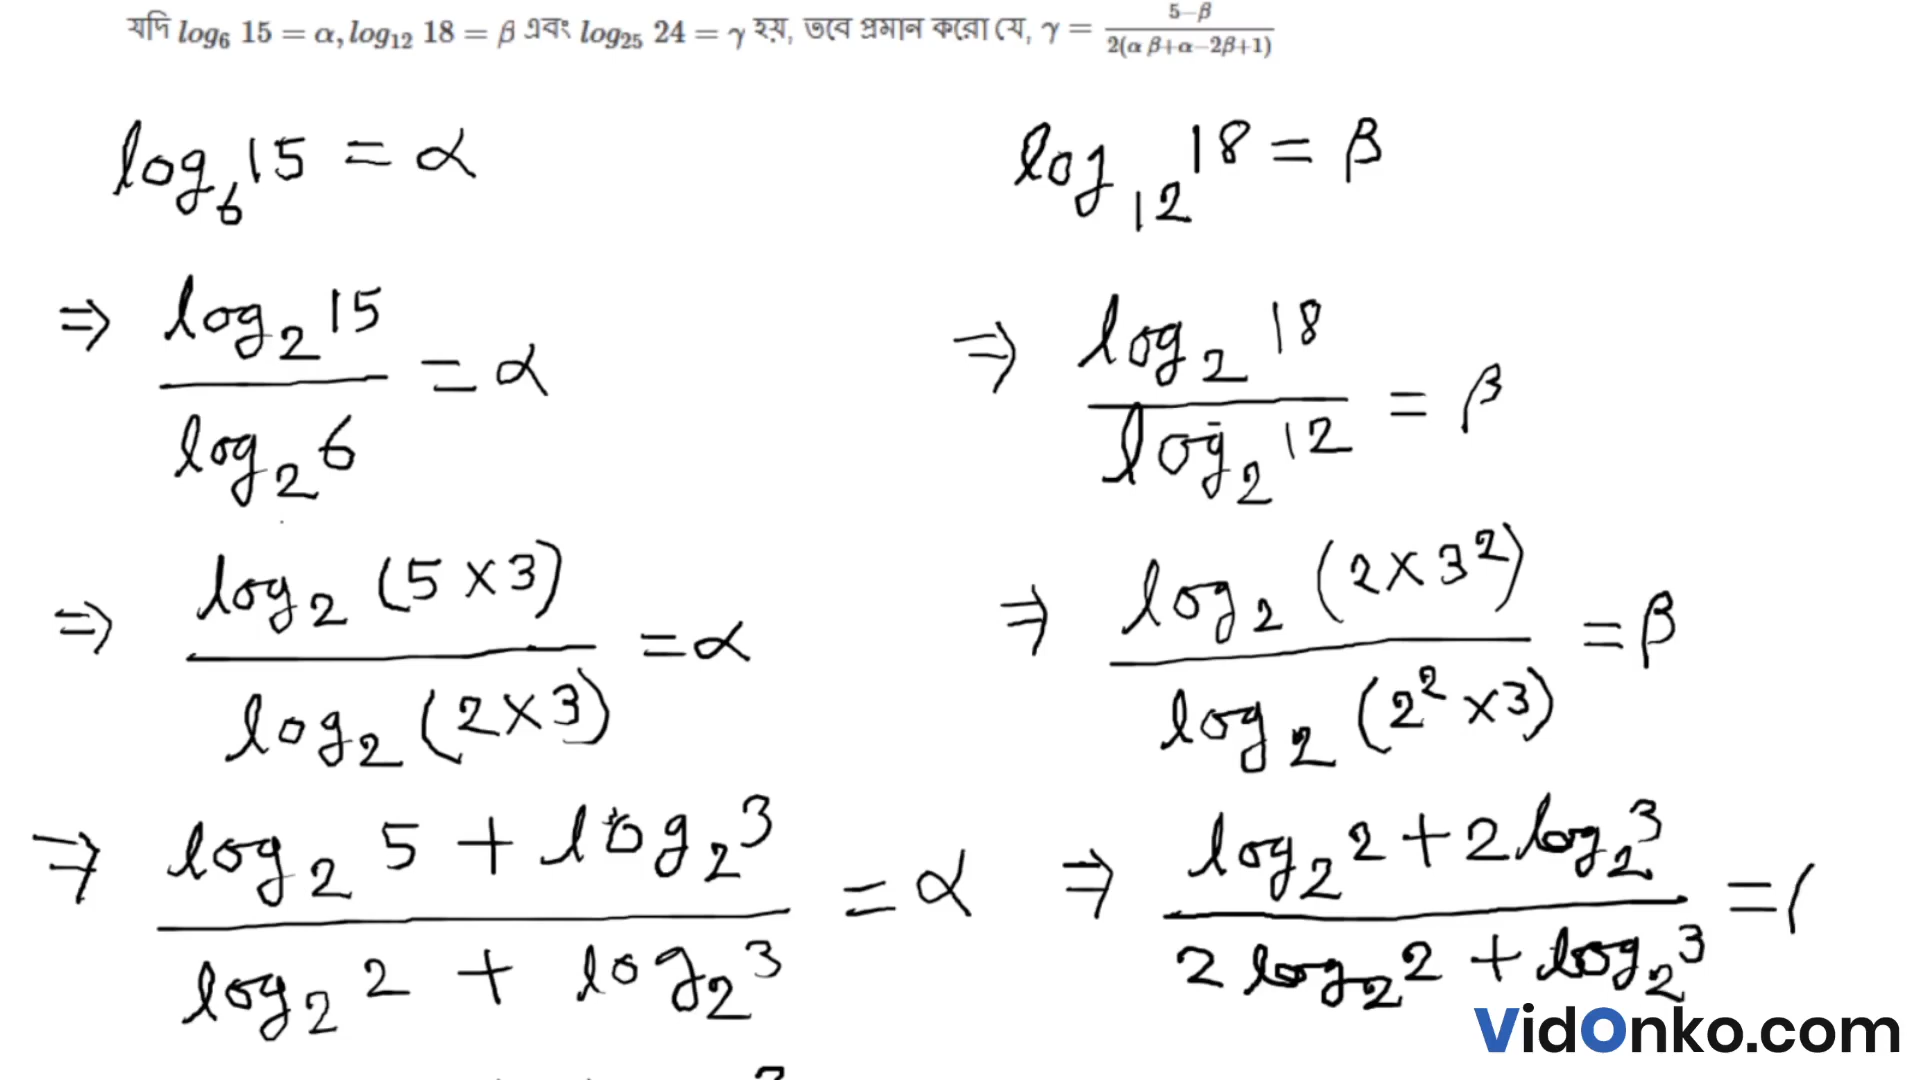 যদি log₆ 15 = α, log₁₂ 18 = β এবং log₂₅ 24 = γ হয়, তবে প্রমান করো যে, γ = (5−β)/(2(α β+α−2β+1))
log₆ 15 = α
⇒ (log₂ 15)/(log₂ 6) = α
⇒ (log₂ (5 × 3))/(log₂ (2 × 3)) = α
⇒ (log₂ 5 + log₂ 3)/(log₂ 2 + log₂ 3) = α
log₁₂ 18 = β
⇒ (log₂ 18)/(log₂ 12) = β
⇒ (log₂ (2 × 3²))/(log₂ (2² × 3)) = β
⇒ (log₂ 2 + 2 log₂ 3)/(2 log₂ 2 + log₂ 3) =
VidOnko.com